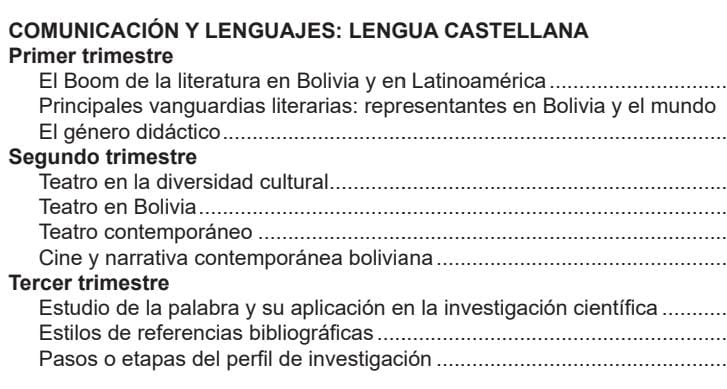 COMUNICACIÓN Y LENGUAJES: LENGUA CASTELLANA
Primer trimestre
El Boom de la literatura en Bolivia y en Latinoamérica................................
Principales vanguardias literarias: representantes en Bolivia y el mundo
El género didáctico.....................................................................................
Segundo trimestre
Teatro en la diversidad cultural...................................................................
Teatro en Bolivia.........................................................................................
Teatro contemporáneo ...............................................................................
Cine y narrativa contemporánea boliviana .................................................
Tercer trimestre
Estudio de la palabra y su aplicación en la investigación científica ...........
Estilos de referencias bibliográficas...........................................................
Pasos o etapas del perfil de investigación .................................................